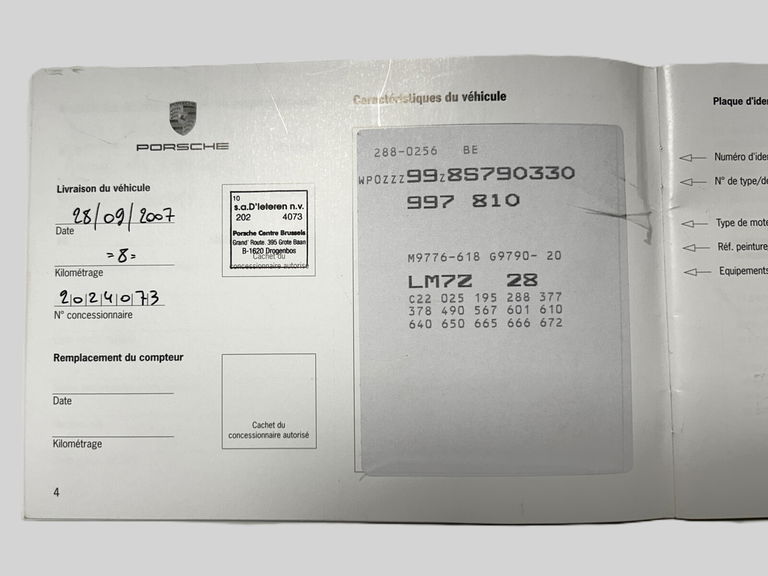 PORSCHE
Livraison du véhicule
28/09/2007
Date
=8=
Kilométrage
2024073
N° concessionnaire
10
s.a.D'Ieteren n.v.
202 4073
Porsche Centre Brussels
Grand' Route. 395 Grote Baan
B-1620 Drogenbos
Cachet du
concessionnaire autorisé
Remplacement du compteur
Date
Kilométrage
Cachet du
concessionnaire autorisé
4
Caractéristiques du véhicule
288-0256 BE
WP0ZZZ99Z8S790330
997 810
M9776-618 G9790- 20
LM7Z 28
C22 025 195 288 377
378 490 567 601 610
640 650 665 666 672
Plaque d'iden
Numéro d'iden
N° de type/de
Type de mote
Réf. peinture
Equipements